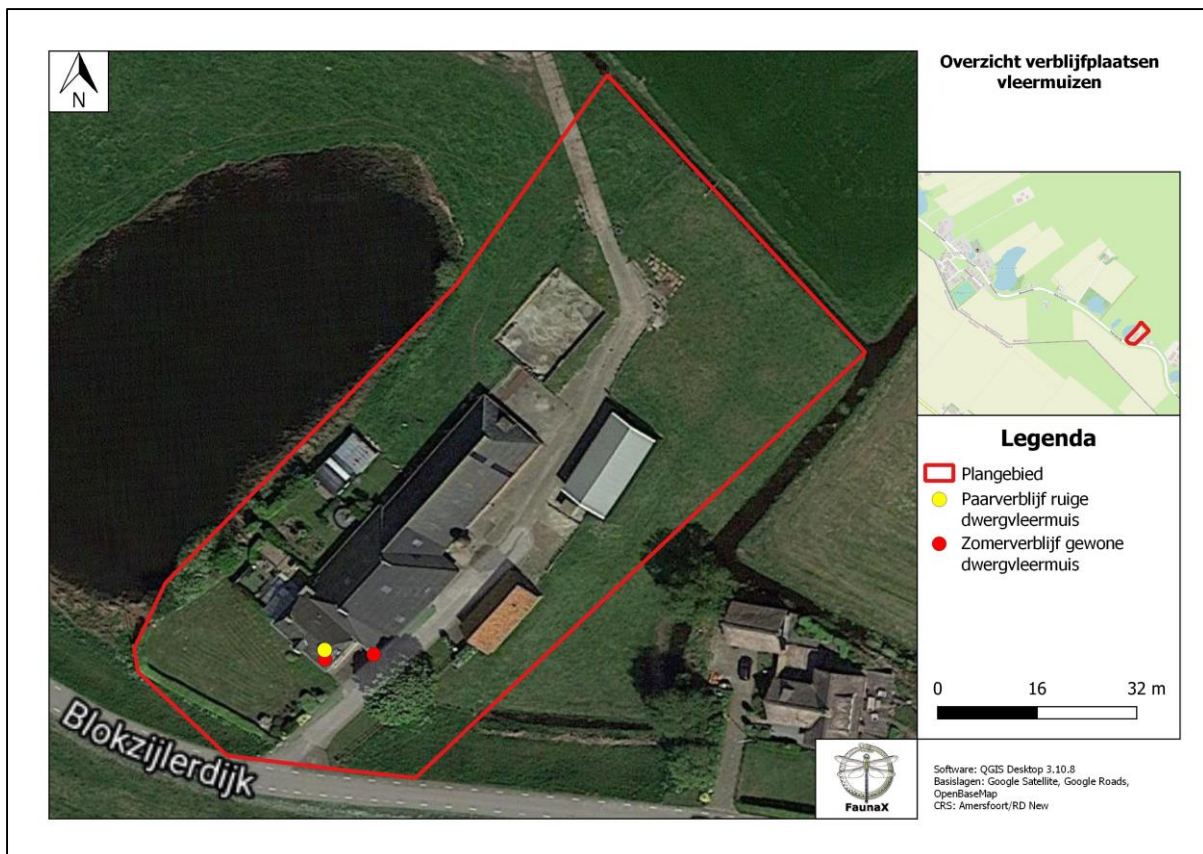 N
Overzicht verblijfplaatsen
vleermuizen
Legenda
Plangebied
Paarverblijf ruige
dwergvleermuis
Zomerverblijf gewone
dwergvleermuis
0 16 32 m
Blokzijlerdijk
FaunaX
Software: QGIS Desktop 3.10.8
Basislagen: Google Satellite, Google Roads,
OpenBaseMap
CRS: Amersfoort/RD New